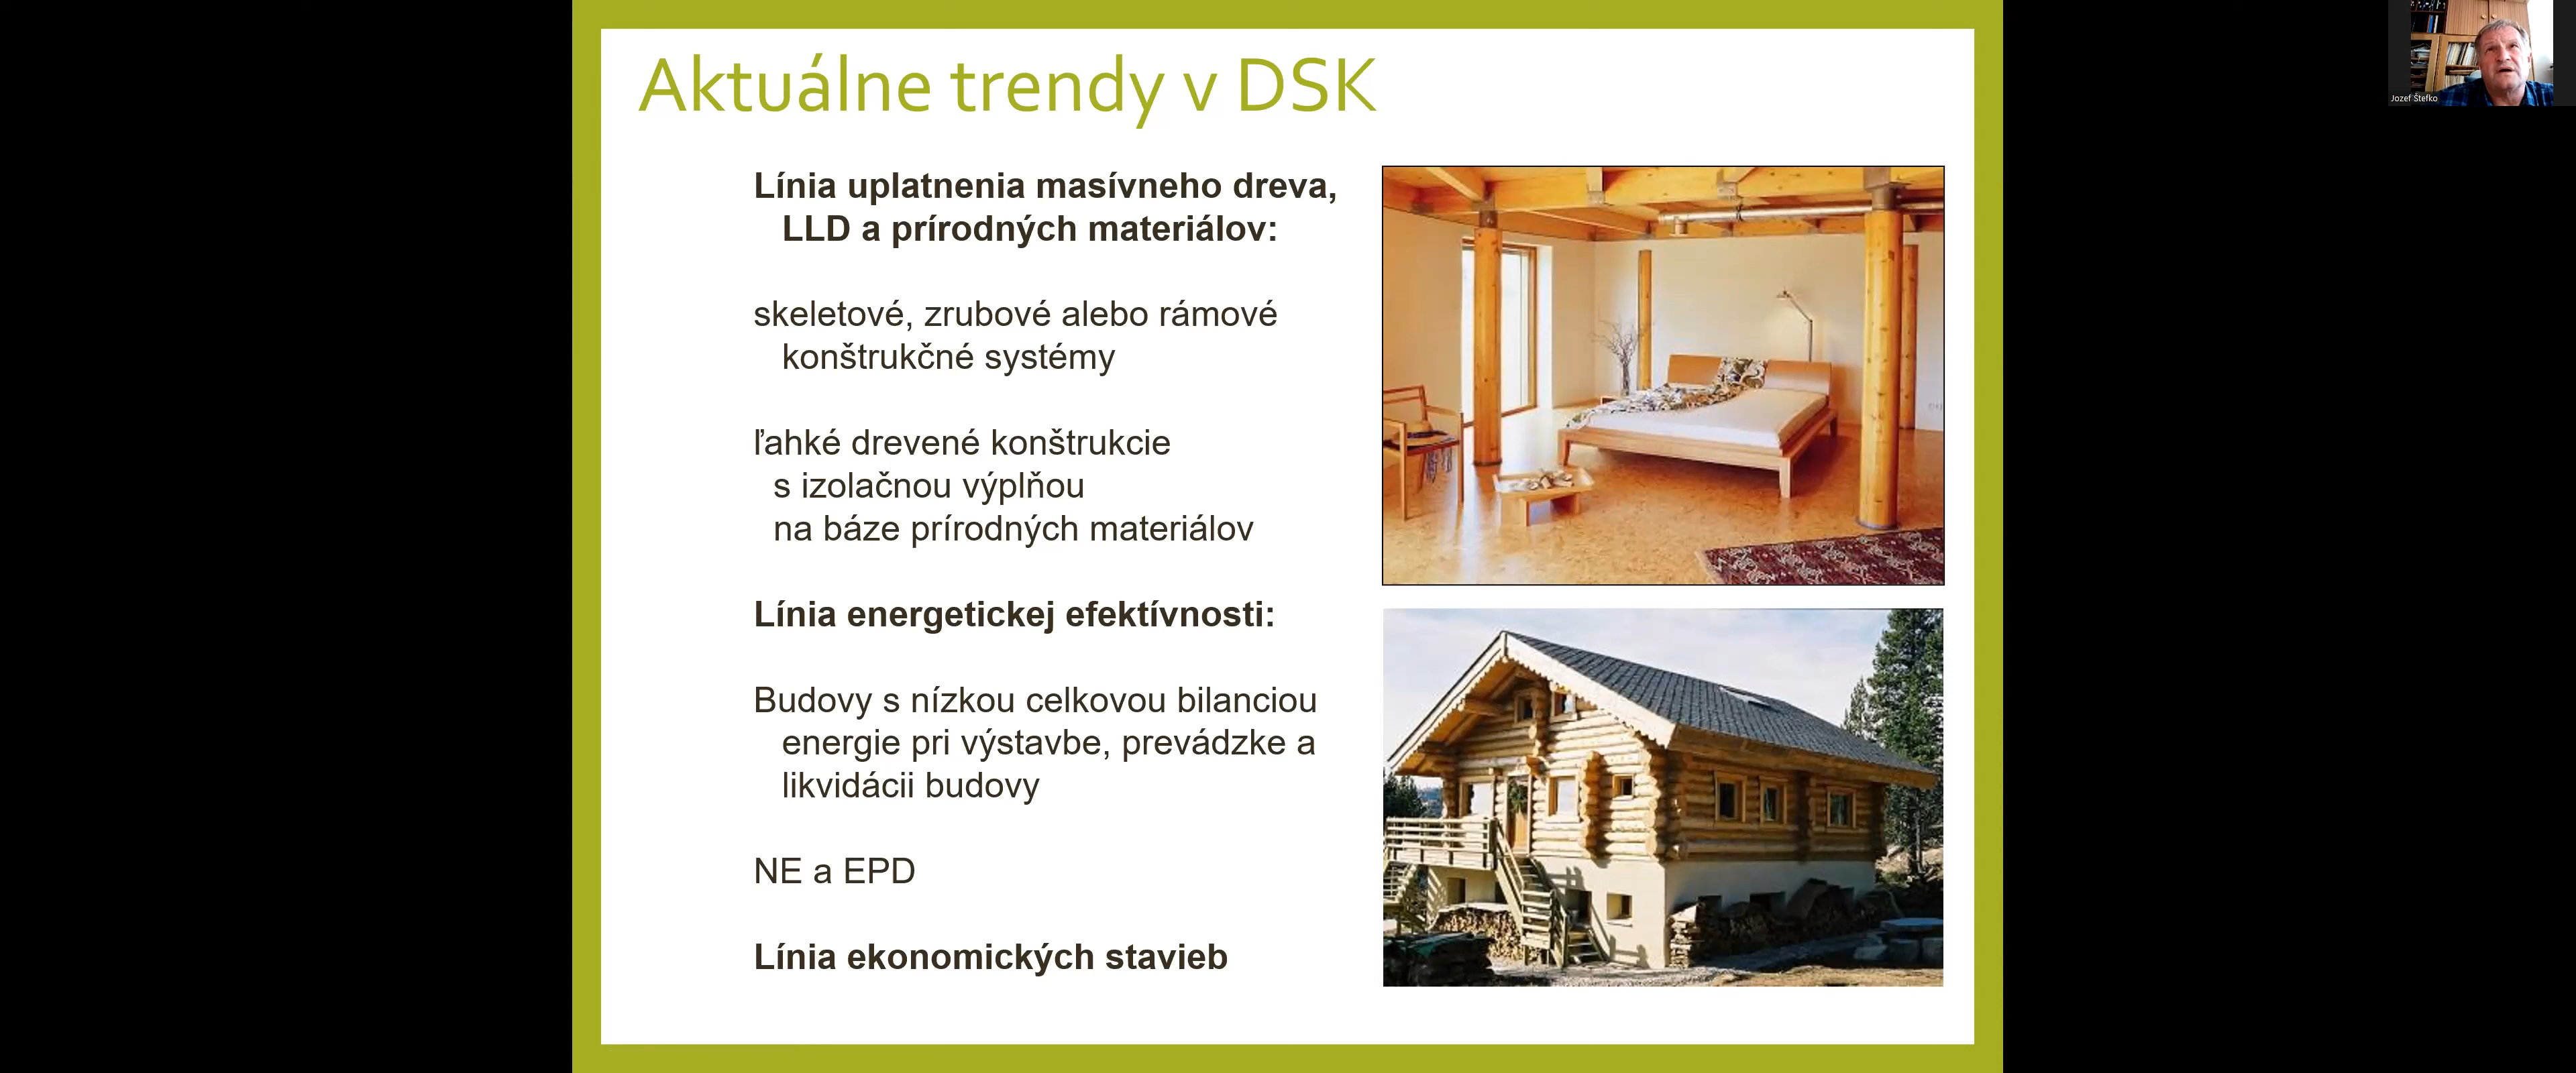 Aktuálne trendy v DSK
Línia uplatnenia masívneho dreva,
LLD a prírodných materiálov:
skeletové, zrubové alebo rámové
konštrukčné systémy
ľahké drevené konštrukcie
s izolačnou výplňou
na báze prírodných materiálov
Línia energetickej efektívnosti:
Budovy s nízkou celkovou bilanciou
energie pri výstavbe, prevádzke a
likvidácii budovy
NE a EPD
Línia ekonomických stavieb
Jozef Štefko